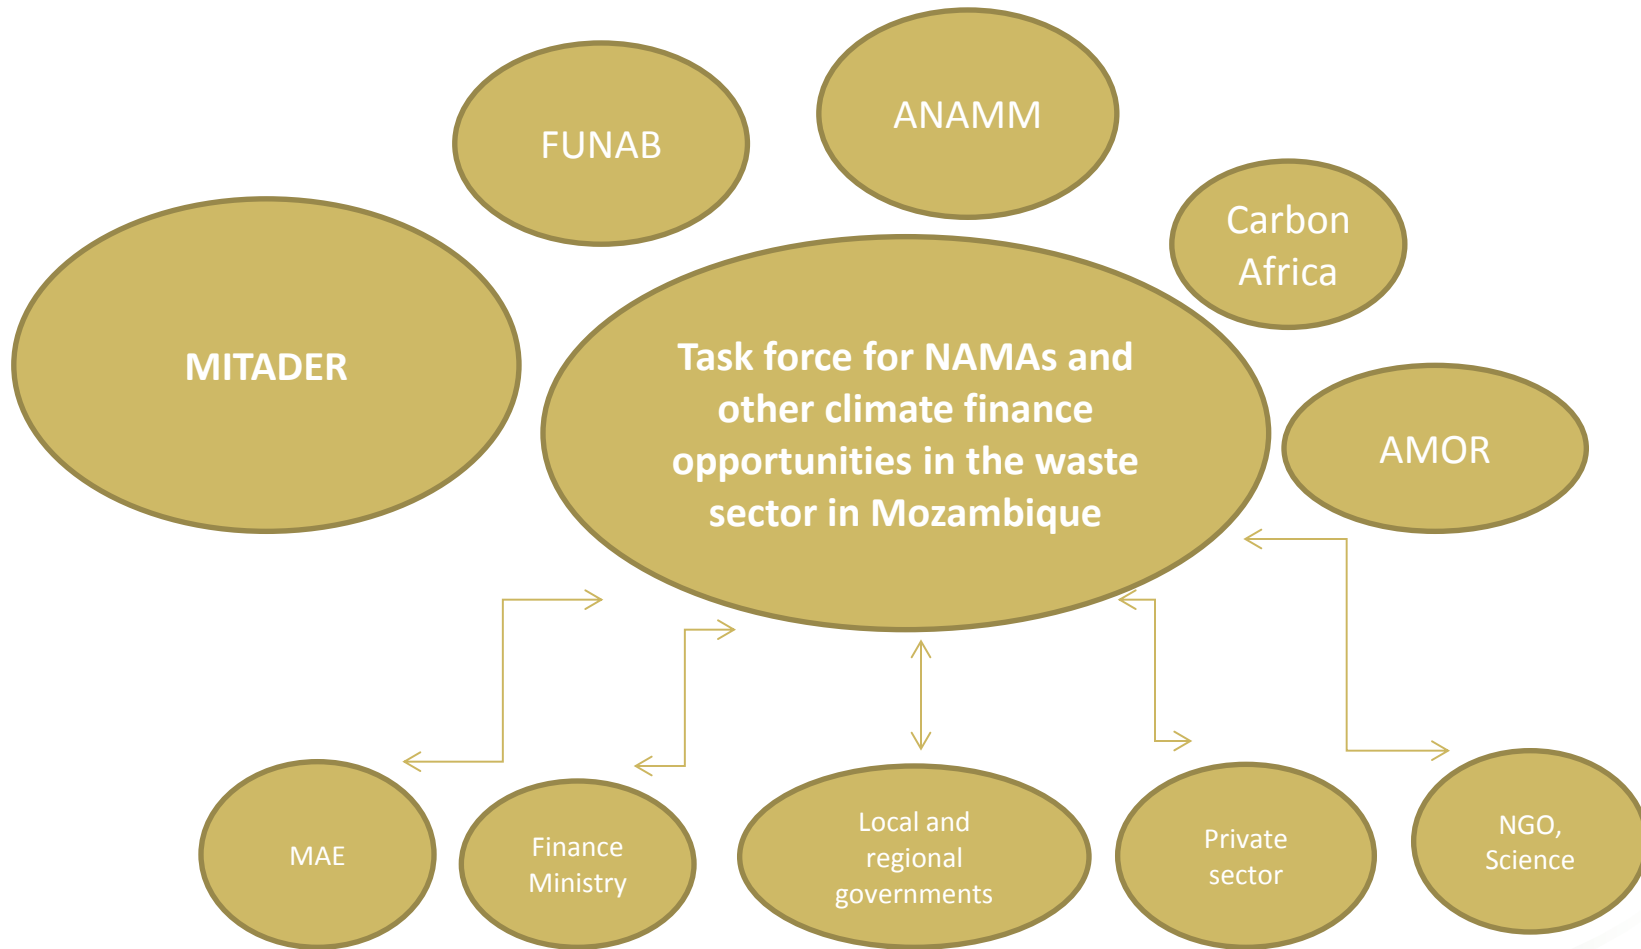 ANAMM
FUNAB
Carbon
Africa
MITADER
Task force for NAMAs and
other climate finance
opportunities in the waste
sector in Mozambique
AMOR
MAE
Finance
Ministry
Local and
regional
governments
Private
sector
NGO,
Science